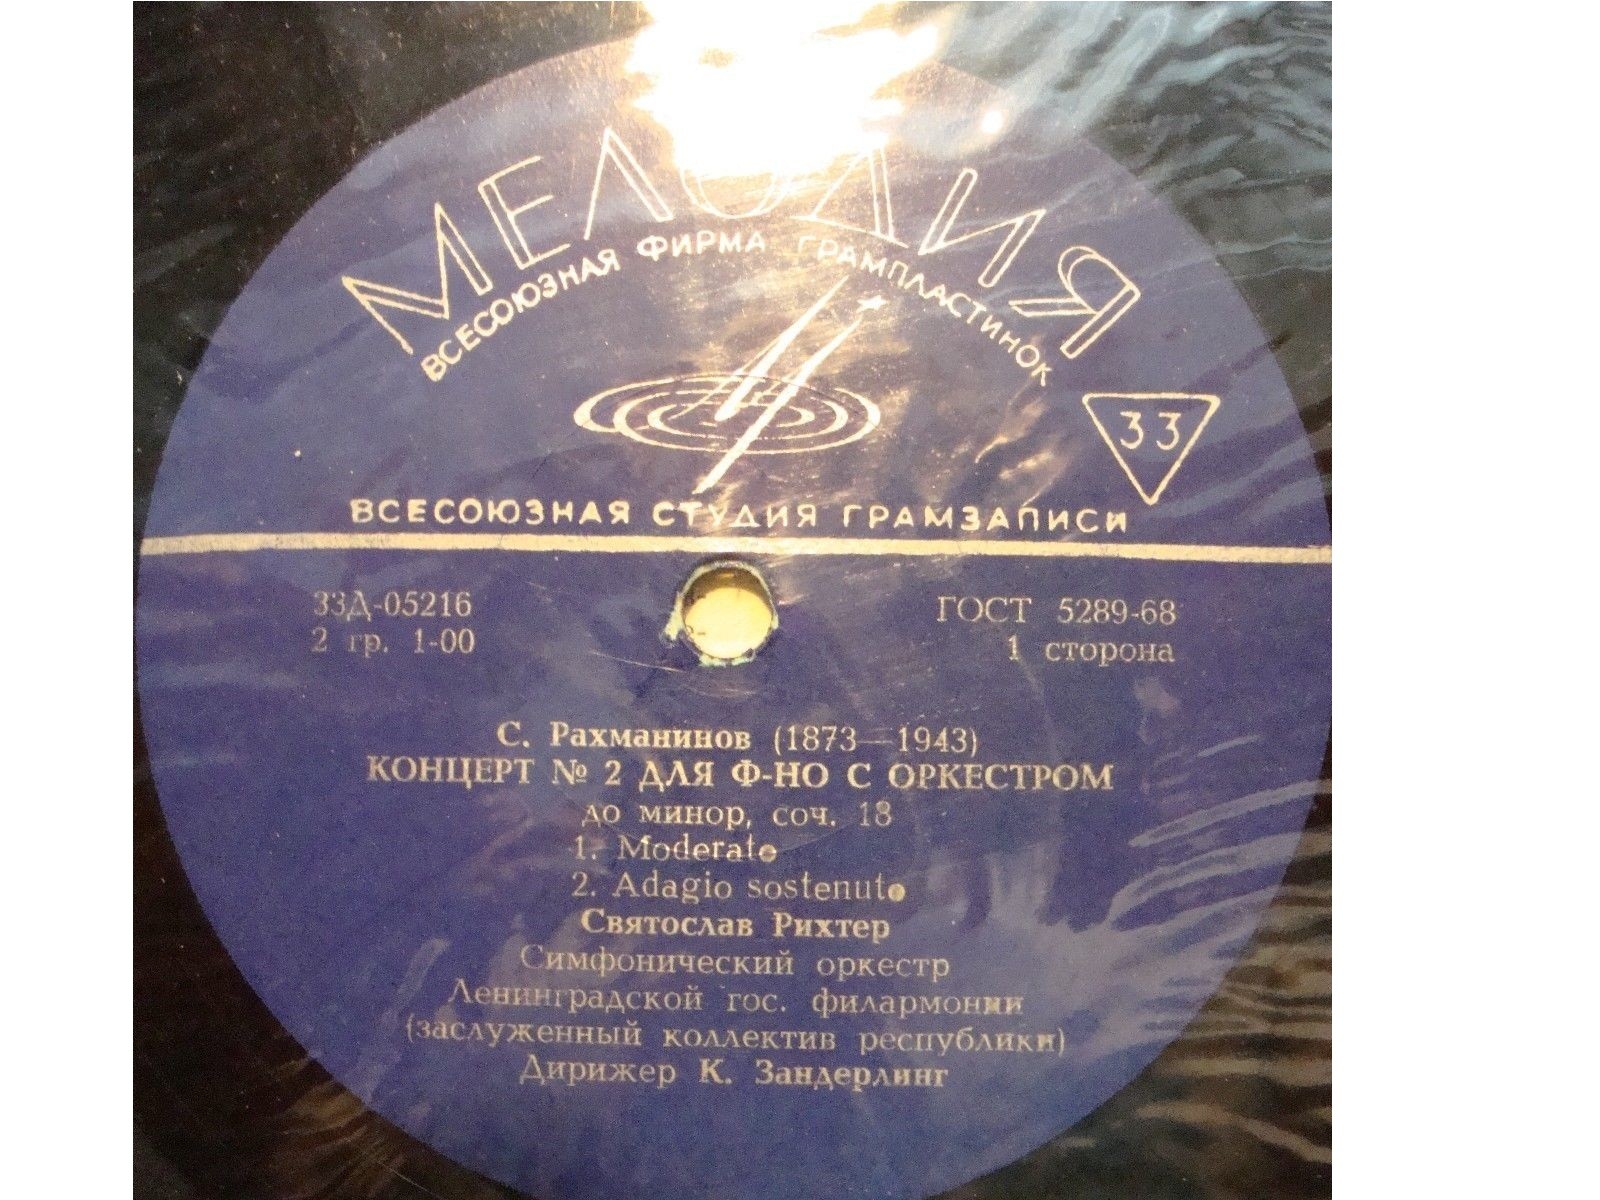 МЕЛОДИЯ
ВСЕСОЮЗНАЯ ФИРМА ГРАМПЛАСТИНОК
33
ВСЕСОЮЗНАЯ СТУДИЯ ГРАМЗАПИСИ
33Д-05216
2 гр. 1-00
ГОСТ 5289-68
1 сторона
С. Рахманинов (1873—1943)
КОНЦЕРТ № 2 ДЛЯ Ф-НО С ОРКЕСТРОМ
до минор, соч. 18
1. Moderato
2. Adagio sostenuto
Святослав Рихтер
Симфонический оркестр
Ленинградской гос. филармонии
(заслуженный коллектив республики)
Дирижер К. Зандерлинг